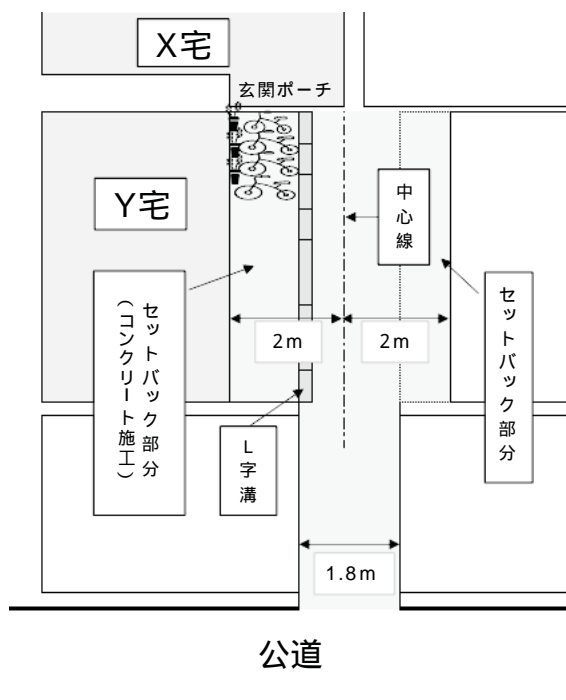 X宅
玄関ポーチ
Y宅
中心線
セットバック部分
(コンクリート施工)
2m
2m
セットバック部分
L字溝
1.8m
公道